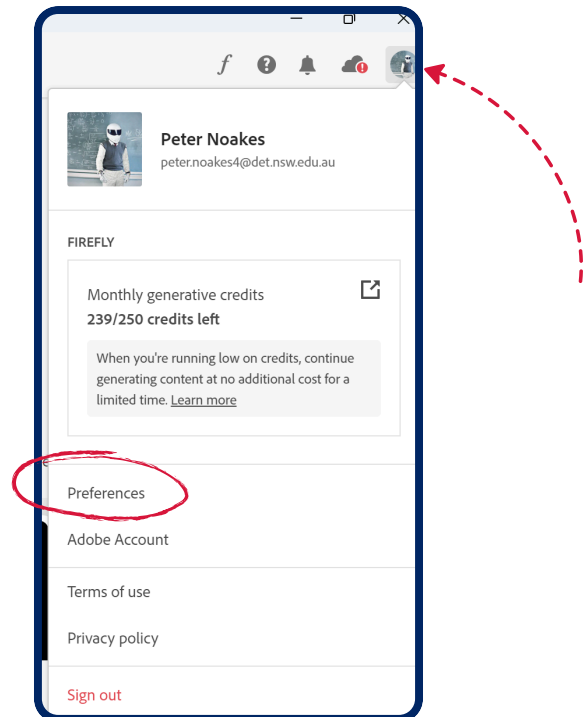 Peter Noakes
peter.noakes4@det.nsw.edu.au
FIREFLY
Monthly generative credits
239/250 credits left
When you're running low on credits, continue
generating content at no additional cost for a
limited time. Learn more
Preferences
Adobe Account
Terms of use
Privacy policy
Sign out